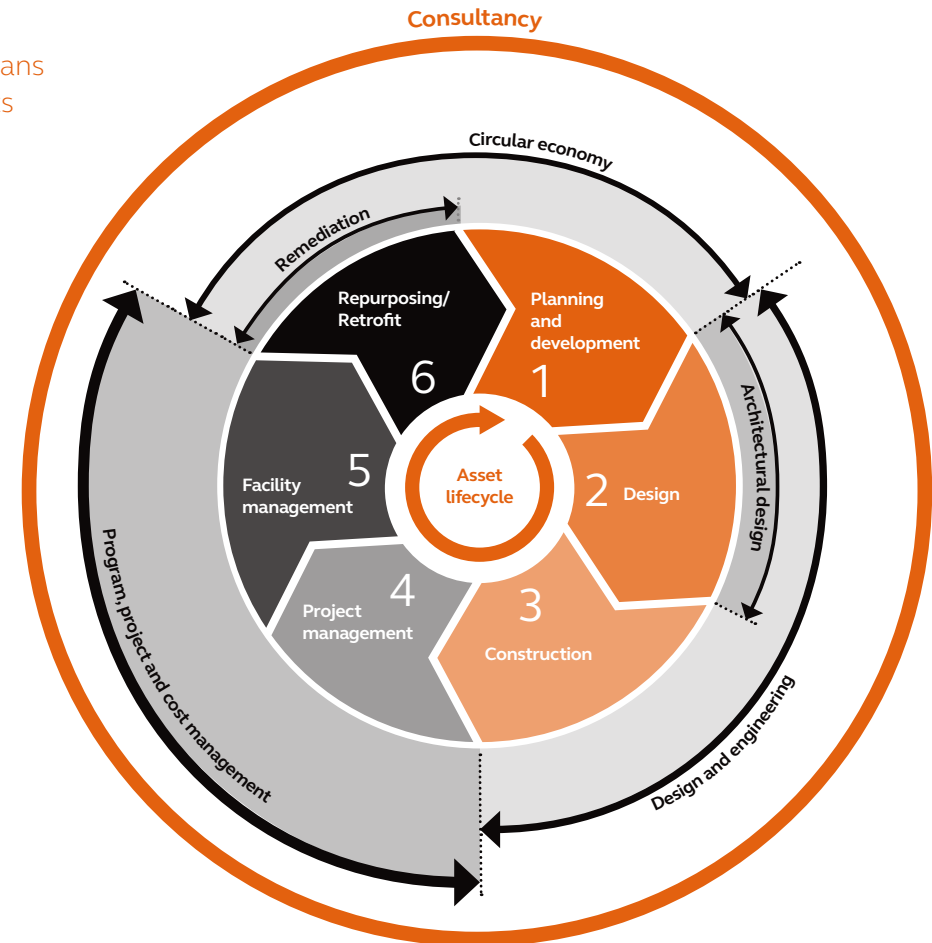 Consultancy
ans
s
Circular economy
Remediation
Repurposing/
Retrofit
6
Planning
and
development
1
Architectural design
Asset
lifecycle
5
Facility
management
2 Design
4
Project
management
3
Construction
Program, project and cost management
Design and engineering